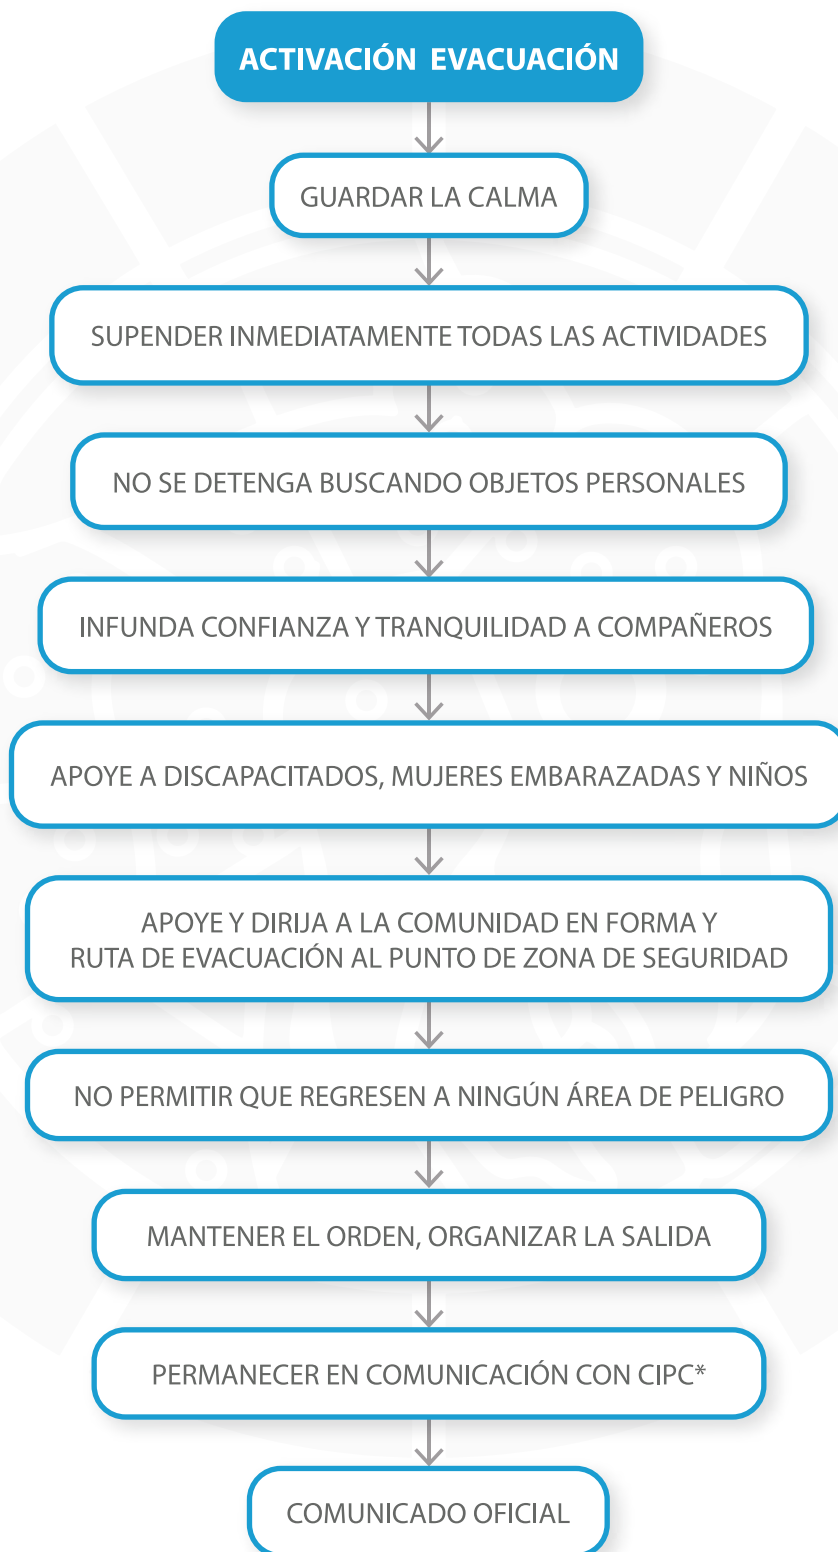 ACTIVACIÓN EVACUACIÓN
GUARDAR LA CALMA
SUPENDER INMEDIATAMENTE TODAS LAS ACTIVIDADES
NO SE DETENGA BUSCANDO OBJETOS PERSONALES
INFUNDA CONFIANZA Y TRANQUILIDAD A COMPAÑEROS
APOYE A DISCAPACITADOS, MUJERES EMBARAZADAS Y NIÑOS
APOYE Y DIRIJA A LA COMUNIDAD EN FORMA Y
RUTA DE EVACUACIÓN AL PUNTO DE ZONA DE SEGURIDAD
NO PERMITIR QUE REGRESEN A NINGÚN ÁREA DE PELIGRO
MANTENER EL ORDEN, ORGANIZAR LA SALIDA
PERMANECER EN COMUNICACIÓN CON CIPC*
COMUNICADO OFICIAL